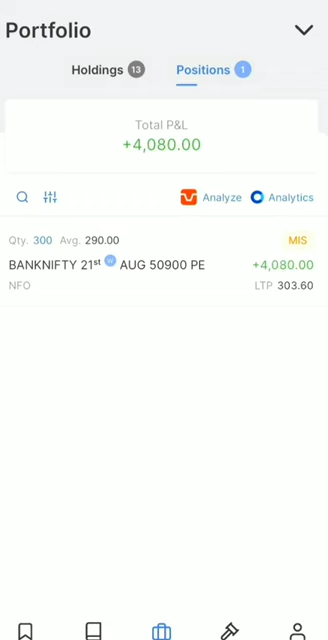 Portfolio
Holdings 13 Positions 1
Total P&L
+4,080.00
Analyze Analytics
Qty. 300 Avg. 290.00 MIS
BANKNIFTY 21st W AUG 50900 PE +4,080.00
NFO LTP 303.60